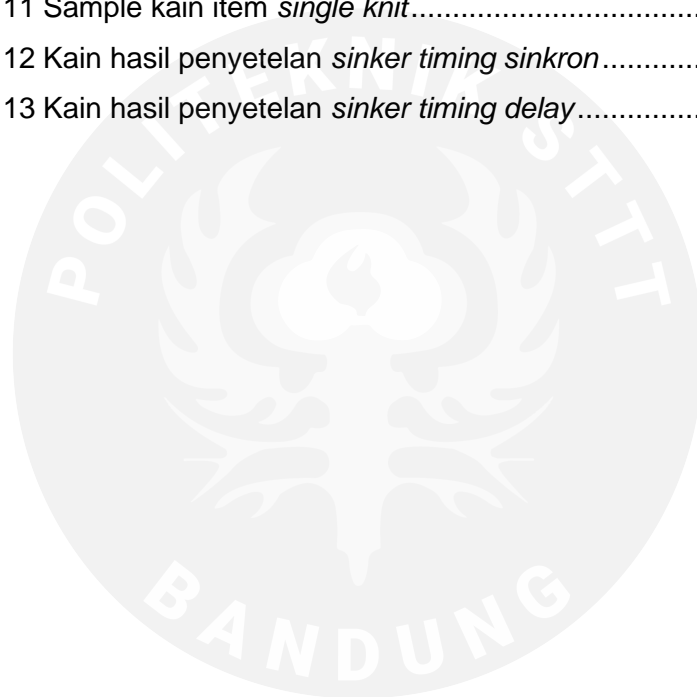 11 Sample kain item single knit................................
12 Kain hasil penyetelan sinker timing sinkron.............
13 Kain hasil penyetelan sinker timing delay...............
POLITEKNIK STTT
BANDUNG